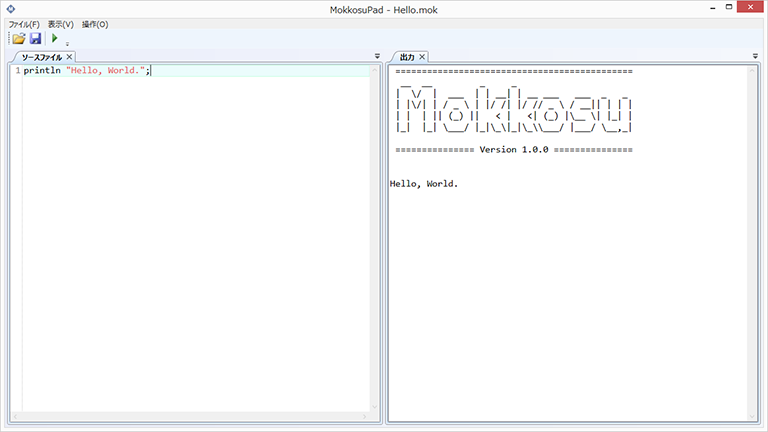 MokkosuPad - Hello.mok
ファイル(F) 表示(V) 操作(O)
ソースファイル
1 println "Hello, World.";
出力
=============================================
Mokkosu
=============== Version 1.0.0 ===============
Hello, World.